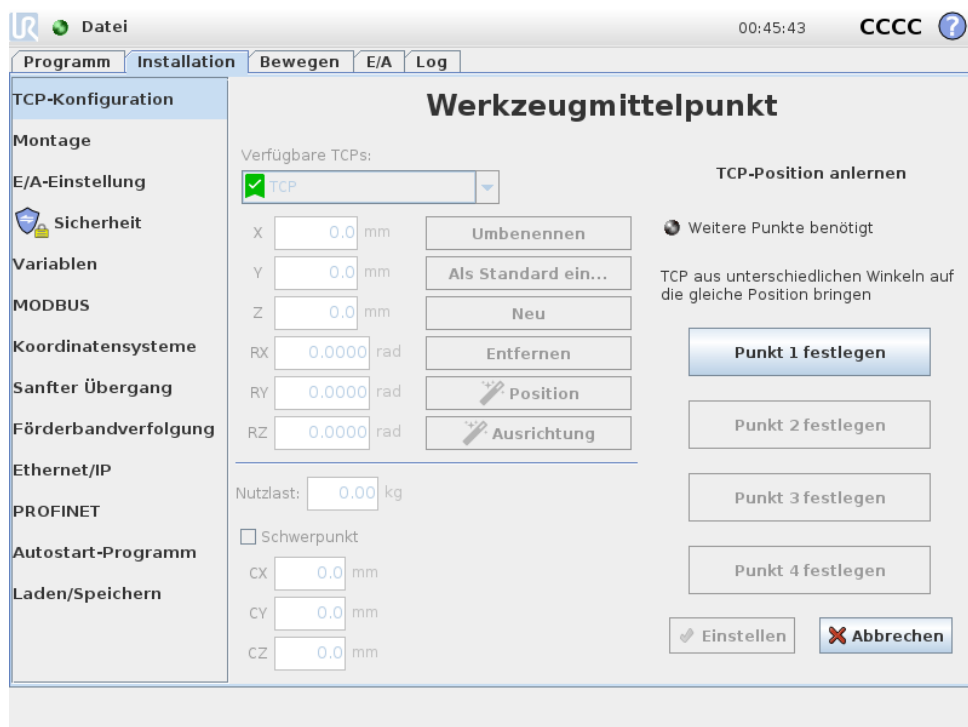 UR Datei 00:45:43 CCCC ?
Programm Installation Bewegen E/A Log
TCP-Konfiguration
Montage
E/A-Einstellung
Sicherheit
Variablen
MODBUS
Koordinatensysteme
Sanfter Übergang
Förderbandverfolgung
Ethernet/IP
PROFINET
Autostart-Programm
Laden/Speichern
Werkzeugmittelpunkt
Verfügbare TCPs:
TCP
X 0.0 mm Umbenennen
Y 0.0 mm Als Standard ein...
Z 0.0 mm Neu
RX 0.0000 rad Entfernen
RY 0.0000 rad Position
RZ 0.0000 rad Ausrichtung
Nutzlast: 0.00 kg
Schwerpunkt
CX 0.0 mm
CY 0.0 mm
CZ 0.0 mm
TCP-Position anlernen
Weitere Punkte benötigt
TCP aus unterschiedlichen Winkeln auf
die gleiche Position bringen
Punkt 1 festlegen
Punkt 2 festlegen
Punkt 3 festlegen
Punkt 4 festlegen
Einstellen Abbrechen